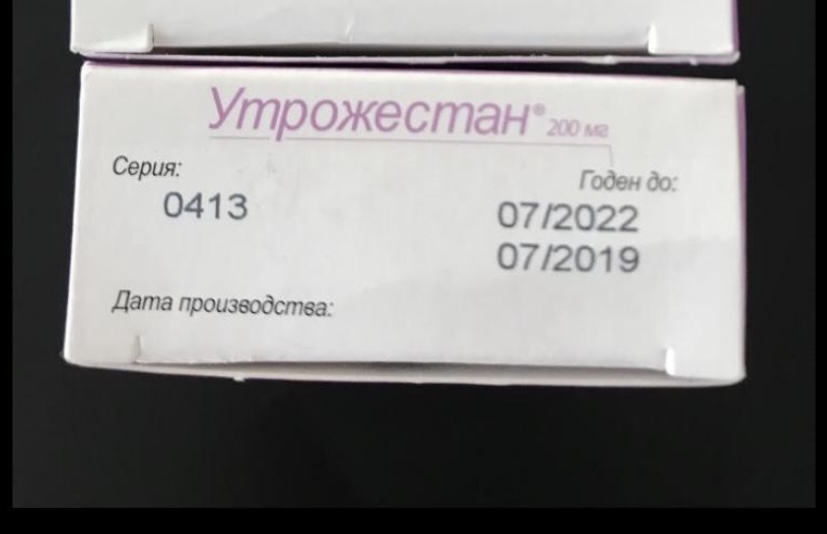 Утрожестан® 200 мг
Серия: Годен до:
0413 07/2022
07/2019
Дата производства: